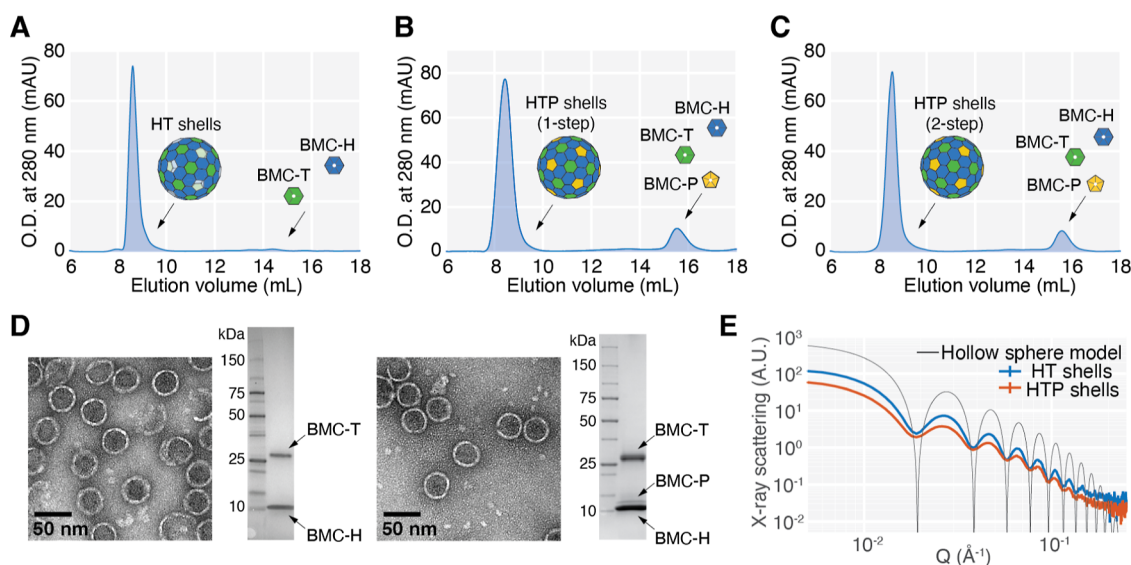 A
O.D. at 280 nm (mAU)
80
60
40
20
0
6 8 10 12 14 16 18
Elution volume (mL)
HT shells
BMC-H
BMC-T
B
O.D. at 280 nm (mAU)
80
60
40
20
0
6 8 10 12 14 16 18
Elution volume (mL)
HTP shells
(1-step)
BMC-H
BMC-T
BMC-P
C
O.D. at 280 nm (mAU)
80
60
40
20
0
6 8 10 12 14 16 18
Elution volume (mL)
HTP shells
(2-step)
BMC-H
BMC-T
BMC-P
D
50 nm
kDa
150
75
50
25
10
BMC-T
BMC-H
50 nm
kDa
150
75
50
25
10
BMC-T
BMC-P
BMC-H
E
X-ray scattering (A.U.)
10³
10²
10¹
10⁰
10⁻¹
10⁻²
10⁻² 10⁻¹
Q (Å⁻¹)
Hollow sphere model
HT shells
HTP shells